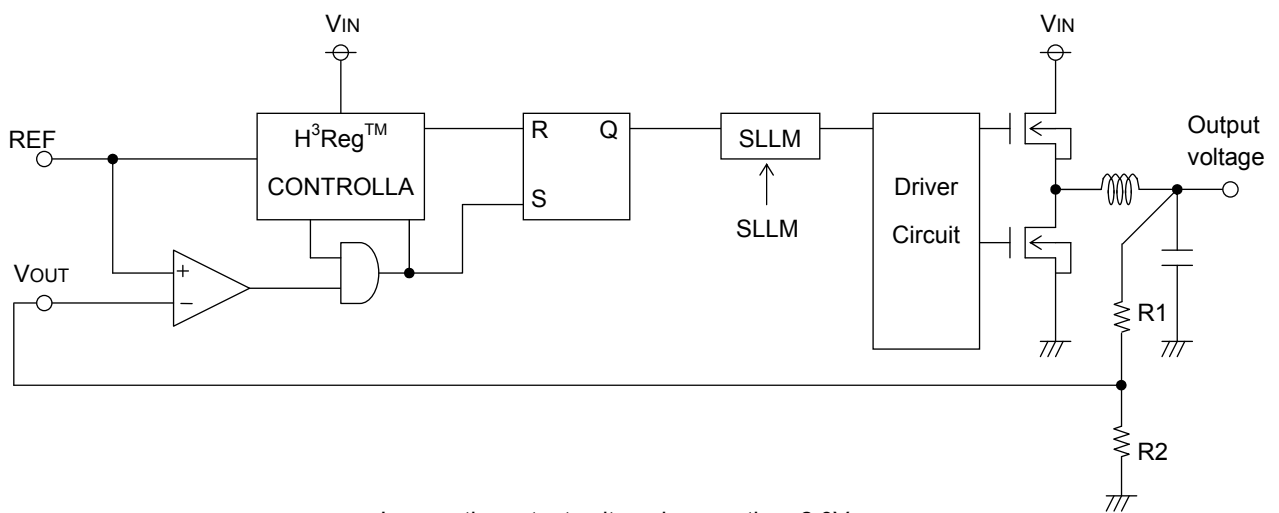 VIN
VIN
REF
H³Reg™
CONTROLLA
R
Q
S
SLLM
SLLM
Driver
Circuit
Output
voltage
VOUT
+
−
R1
R2